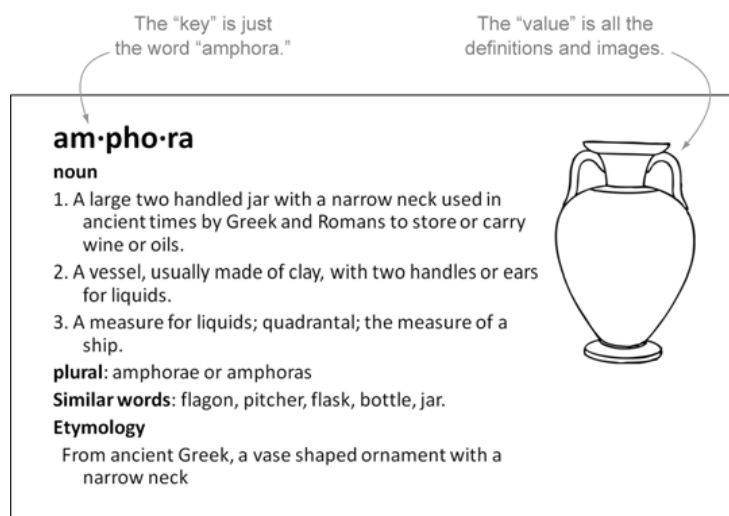 The “key” is just
the word “amphora.”
The “value” is all the
definitions and images.
am·pho·ra
noun
1. A large two handled jar with a narrow neck used in
ancient times by Greek and Romans to store or carry
wine or oils.
2. A vessel, usually made of clay, with two handles or ears
for liquids.
3. A measure for liquids; quadrantal; the measure of a
ship.
plural: amphorae or amphoras
Similar words: flagon, pitcher, flask, bottle, jar.
Etymology
From ancient Greek, a vase shaped ornament with a
narrow neck